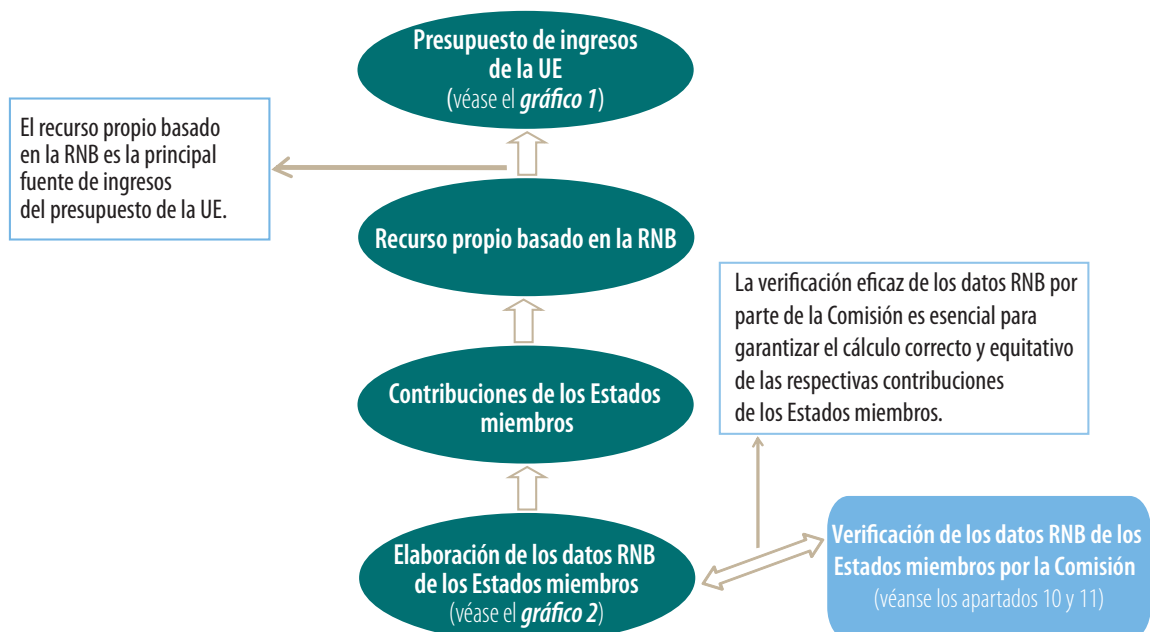 Presupuesto de ingresos
de la UE
(véase el gráfico 1)
El recurso propio basado
en la RNB es la principal
fuente de ingresos
del presupuesto de la UE.
Recurso propio basado en la RNB
La verificación eficaz de los datos RNB por
parte de la Comisión es esencial para
garantizar el cálculo correcto y equitativo
de las respectivas contribuciones
de los Estados miembros.
Contribuciones de los Estados
miembros
Elaboración de los datos RNB
de los Estados miembros
(véase el gráfico 2)
Verificación de los datos RNB de los
Estados miembros por la Comisión
(véanse los apartados 10 y 11)